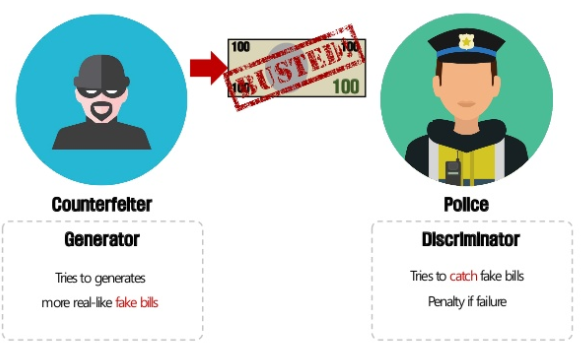 100
100
BUSTED
100
100
Counterfeiter
Police
Generator
Tries to generates
more real-like fake bills
Discriminator
Tries to catch fake bills
Penalty if failure